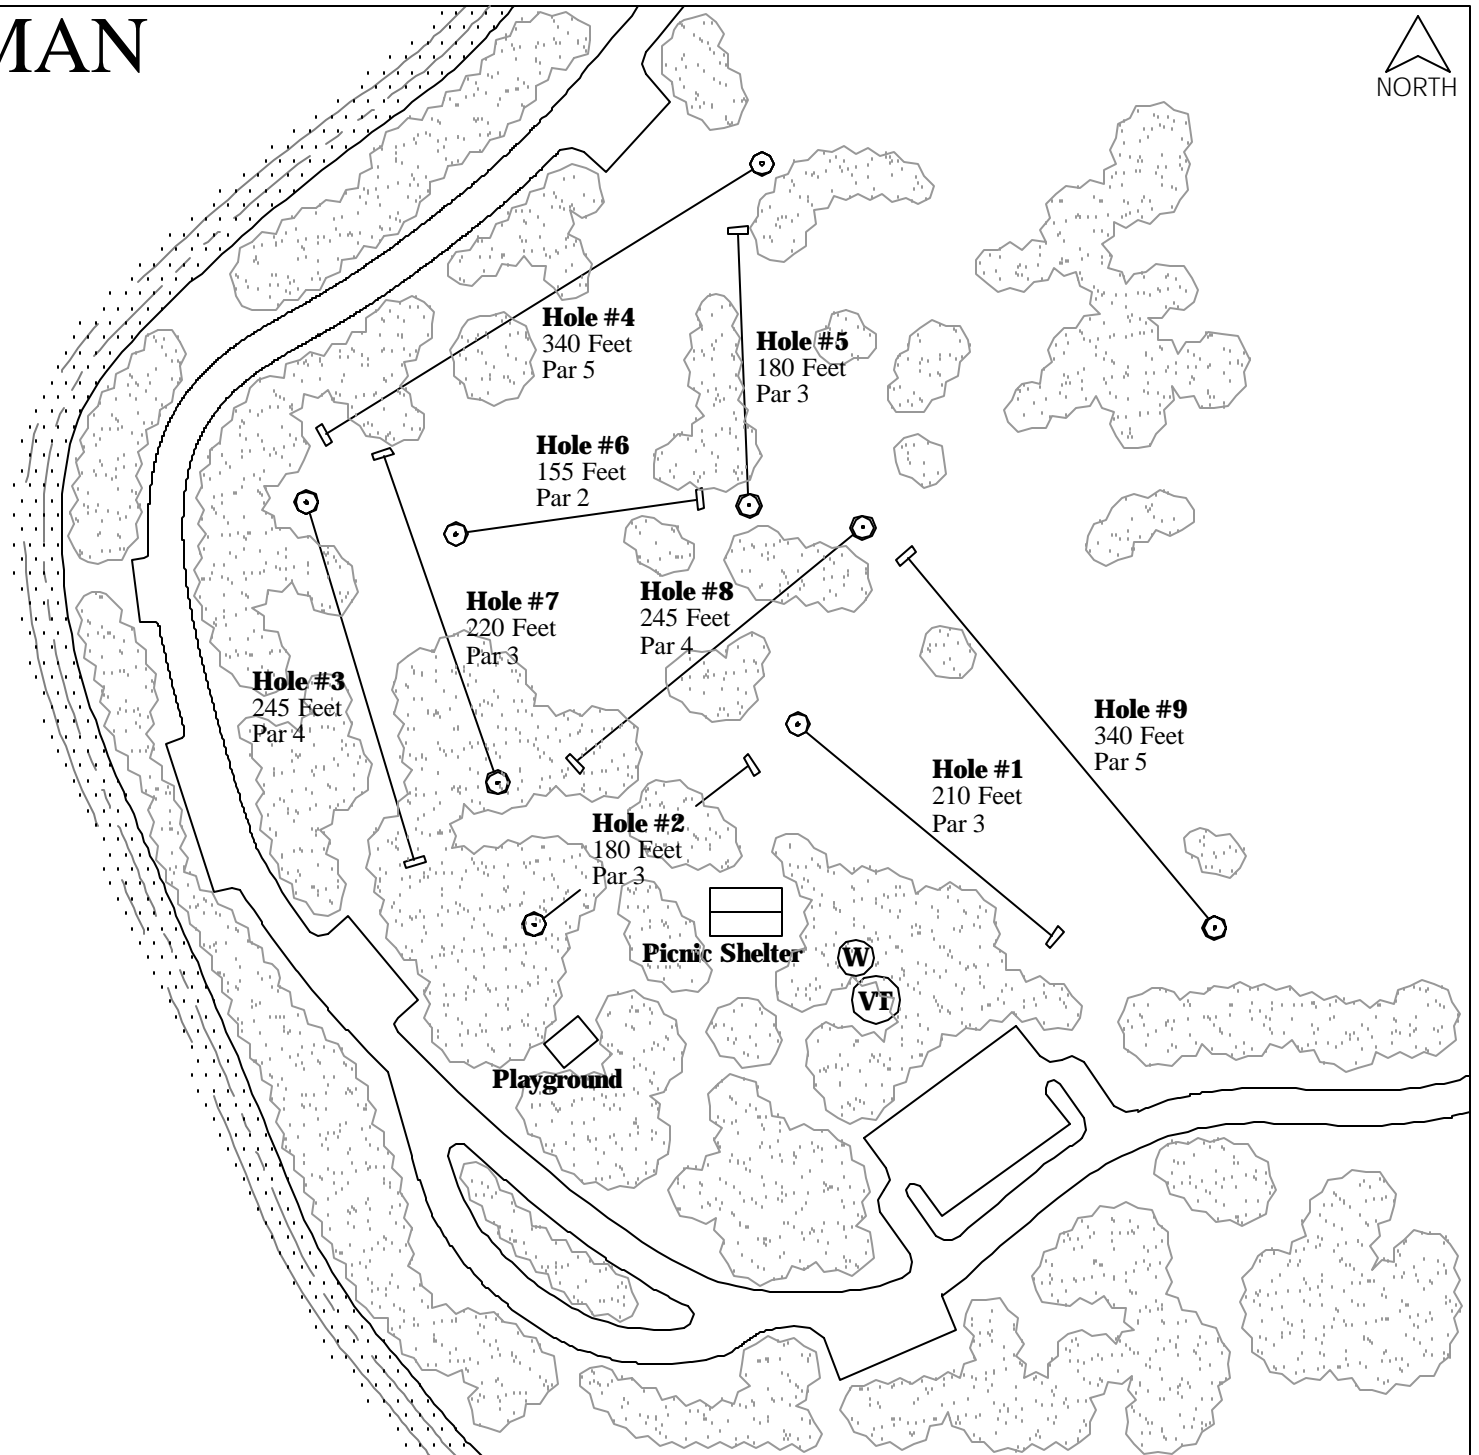 MAN
NORTH
Hole #4
340 Feet
Par 5
Hole #5
180 Feet
Par 3
Hole #6
155 Feet
Par 2
Hole #7
220 Feet
Par 3
Hole #8
245 Feet
Par 4
Hole #3
245 Feet
Par 4
Hole #9
340 Feet
Par 5
Hole #1
210 Feet
Par 3
Hole #2
180 Feet
Par 3
Picnic Shelter
W
VT
Playground